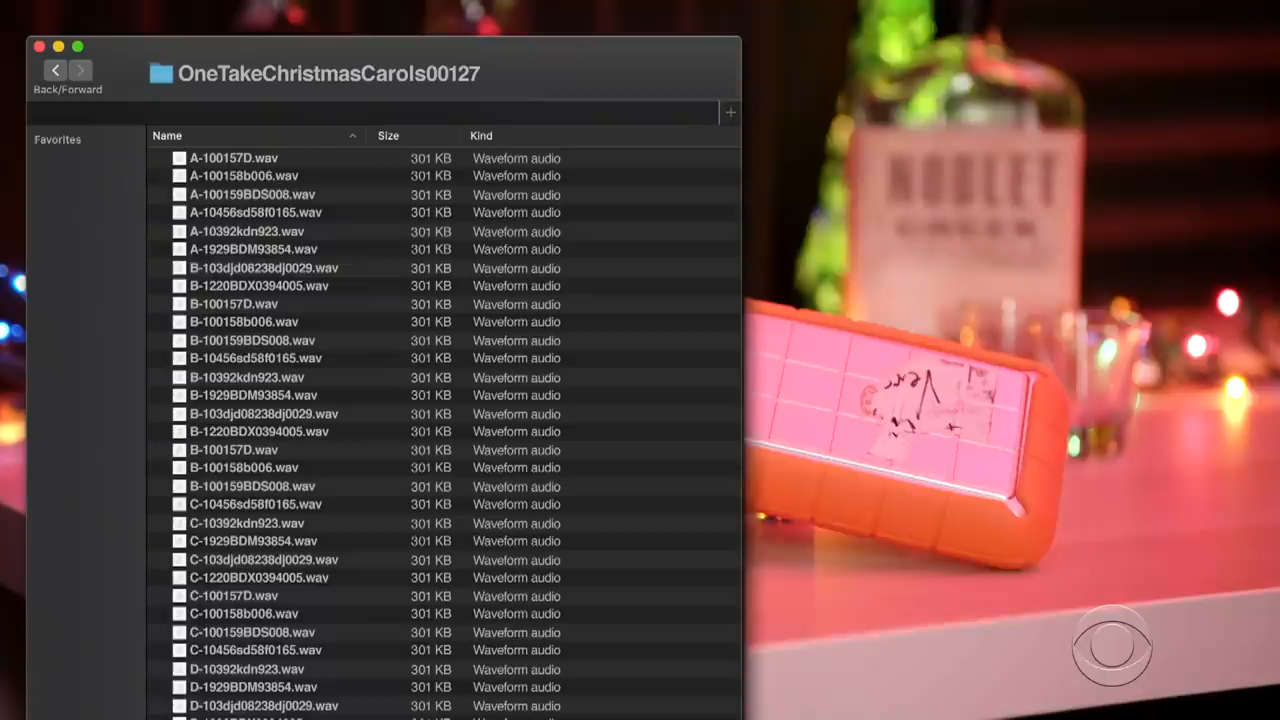 OneTakeChristmasCarols00127
Back/Forward
Favorites
Name Size Kind
A-100157D.wav 301 KB Waveform audio
A-100158b006.wav 301 KB Waveform audio
A-100159BDS008.wav 301 KB Waveform audio
A-10456sd58f0165.wav 301 KB Waveform audio
A-10392kdn923.wav 301 KB Waveform audio
A-1929BDM93854.wav 301 KB Waveform audio
B-103djd08238dj0029.wav 301 KB Waveform audio
B-1220BDX0394005.wav 301 KB Waveform audio
B-100157D.wav 301 KB Waveform audio
B-100158b006.wav 301 KB Waveform audio
B-100159BDS008.wav 301 KB Waveform audio
B-10456sd58f0165.wav 301 KB Waveform audio
B-10392kdn923.wav 301 KB Waveform audio
B-1929BDM93854.wav 301 KB Waveform audio
B-103djd08238dj0029.wav 301 KB Waveform audio
B-1220BDX0394005.wav 301 KB Waveform audio
B-100157D.wav 301 KB Waveform audio
B-100158b006.wav 301 KB Waveform audio
B-100159BDS008.wav 301 KB Waveform audio
C-10456sd58f0165.wav 301 KB Waveform audio
C-10392kdn923.wav 301 KB Waveform audio
C-1929BDM93854.wav 301 KB Waveform audio
C-103djd08238dj0029.wav 301 KB Waveform audio
C-1220BDX0394005.wav 301 KB Waveform audio
C-100157D.wav 301 KB Waveform audio
C-100158b006.wav 301 KB Waveform audio
C-100159BDS008.wav 301 KB Waveform audio
C-10456sd58f0165.wav 301 KB Waveform audio
D-10392kdn923.wav 301 KB Waveform audio
D-1929BDM93854.wav 301 KB Waveform audio
D-103djd08238dj0029.wav 301 KB Waveform audio